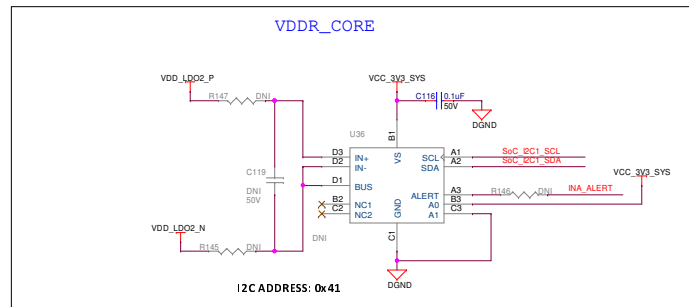 VDDR_CORE
VDD_LDO2_P
VCC_3V3_SYS
R147
DNI
C116
0.1uF
50V
DGND
B1
U36
D3
IN+
VS
SCL
A1
SoC_I2C1_SCL
D2
IN-
SDA
A2
SoC_I2C1_SDA
C119
DNI
50V
D1
BUS
VCC_3V3_SYS
ALERT
A3
R146
DNI
INA_ALERT
B2
NC1
A0
B3
C2
NC2
GND
A1
C3
VDD_LDO2_N
R145
DNI
DNI
C1
DGND
I2C ADDRESS: 0x41